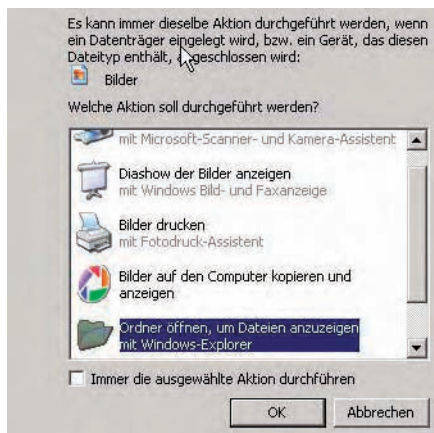 Es kann immer dieselbe Aktion durchgeführt werden, wenn
ein Datenträger eingelegt wird, bzw. ein Gerät, das diesen
Dateityp enthält, angeschlossen wird:
Bilder
Welche Aktion soll durchgeführt werden?
mit Microsoft-Scanner- und Kamera-Assistent
Diashow der Bilder anzeigen
mit Windows Bild- und Faxanzeige
Bilder drucken
mit Fotodruck-Assistent
Bilder auf den Computer kopieren und
anzeigen
Ordner öffnen, um Dateien anzuzeigen
mit Windows-Explorer
Immer die ausgewählte Aktion durchführen
OK
Abbrechen